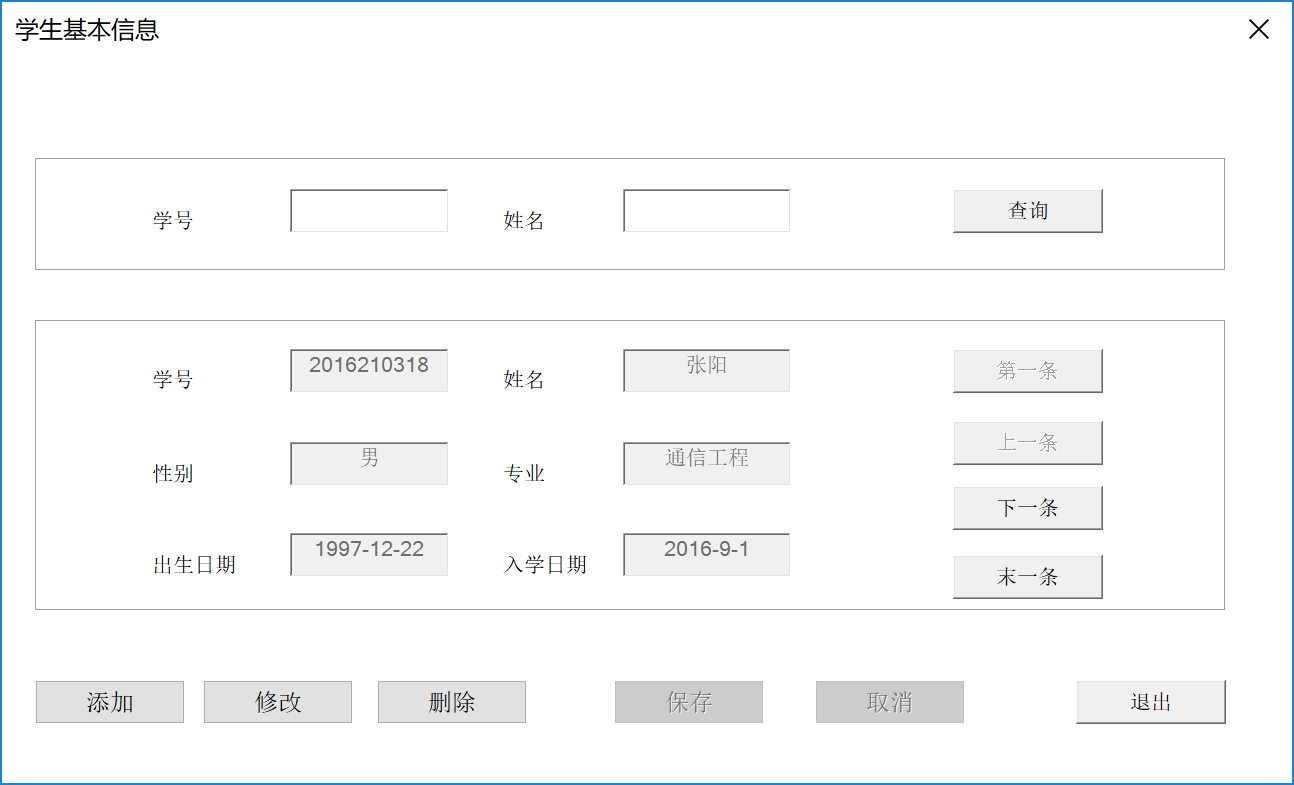 学生基本信息
学号 姓名 查询
学号 2016210318 姓名 张阳 第一条
上一条
性别 男 专业 通信工程
下一条
出生日期 1997-12-22 入学日期 2016-9-1
末一条
添加 修改 删除 保存 取消 退出